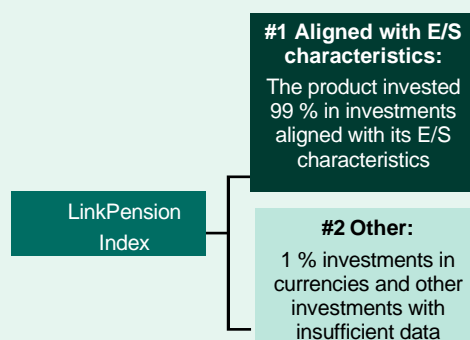 #1 Aligned with E/S
characteristics:
The product invested
99 % in investments
aligned with its E/S
characteristics
LinkPension
Index
#2 Other:
1 % investments in
currencies and other
investments with
insufficient data